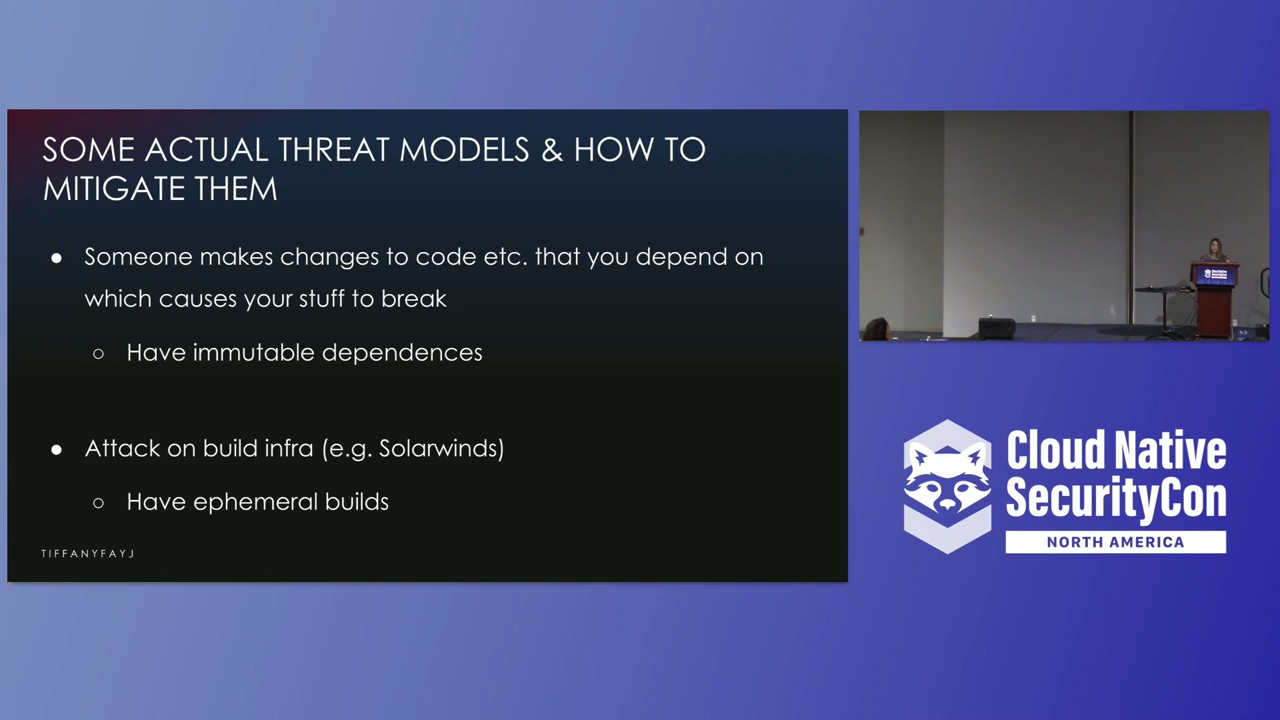 SOME ACTUAL THREAT MODELS & HOW TO
MITIGATE THEM
● Someone makes changes to code etc. that you depend on
which causes your stuff to break
○ Have immutable dependences
● Attack on build infra (e.g. Solarwinds)
○ Have ephemeral builds
TIFFANYFAYJ
Cloud Native
SecurityCon
NORTH AMERICA